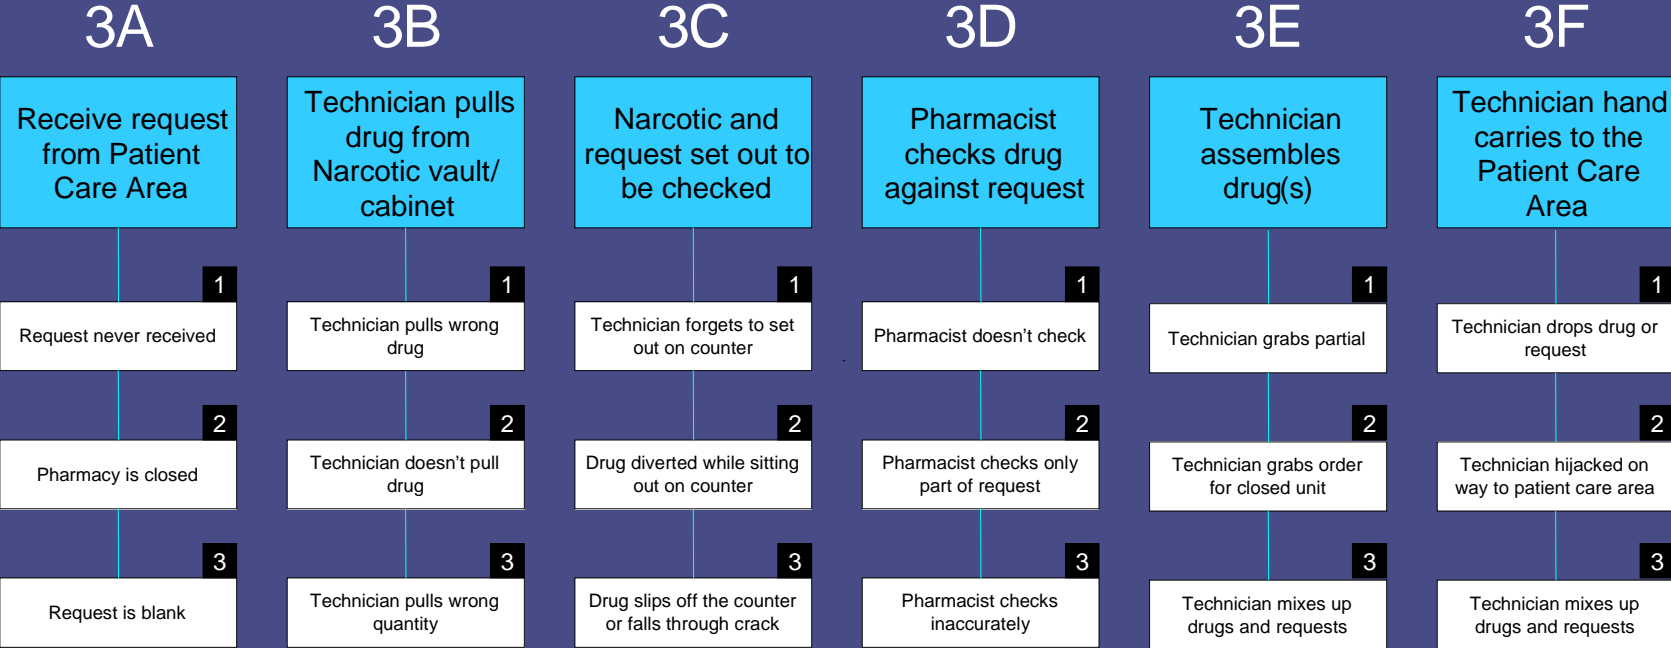 3A
3B
3C
3D
3E
3F
Receive request
from Patient
Care Area
Technician pulls
drug from
Narcotic vault/
cabinet
Narcotic and
request set out to
be checked
Pharmacist
checks drug
against request
Technician
assembles
drug(s)
Technician hand
carries to the
Patient Care
Area
1
Request never received
1
Technician pulls wrong
drug
1
Technician forgets to set
out on counter
1
Pharmacist doesn't check
1
Technician grabs partial
1
Technician drops drug or
request
2
Pharmacy is closed
2
Technician doesn't pull
drug
2
Drug diverted while sitting
out on counter
2
Pharmacist checks only
part of request
2
Technician grabs order
for closed unit
2
Technician hijacked on
way to patient care area
3
Request is blank
3
Technician pulls wrong
quantity
3
Drug slips off the counter
or falls through crack
3
Pharmacist checks
inaccurately
3
Technician mixes up
drugs and requests
3
Technician mixes up
drugs and requests